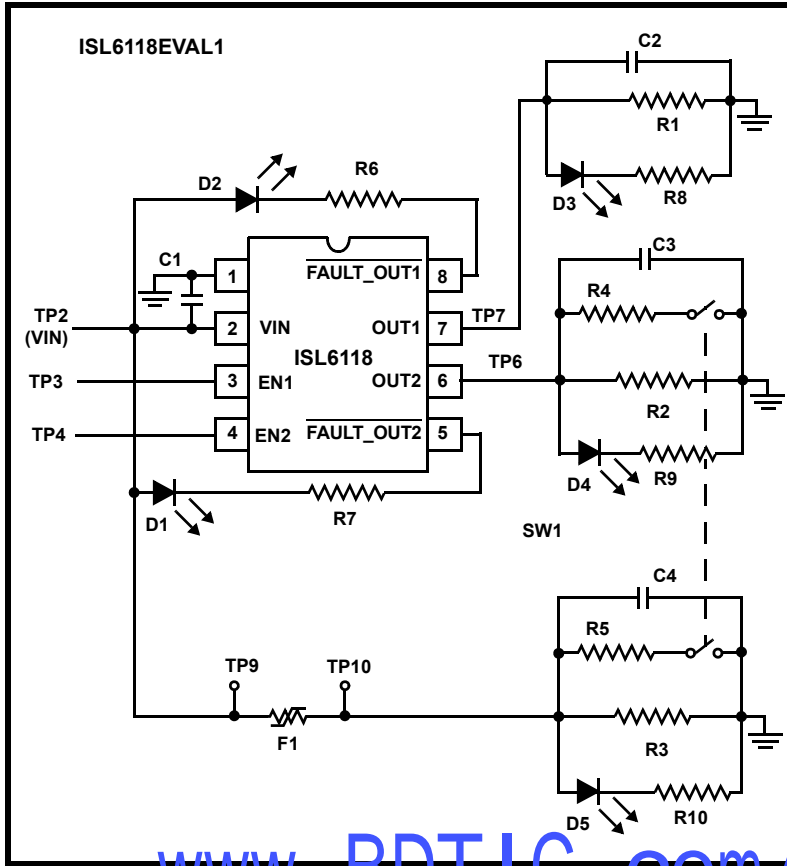 ISL6118EVAL1
C2
R1
D3
R8
D2
R6
C1
1
FAULT_OUT1
8
TP2
(VIN)
2
VIN
OUT1
7
TP7
ISL6118
TP3
3
EN1
OUT2
6
TP6
TP4
4
EN2
FAULT_OUT2
5
D1
R7
C3
R4
R2
D4
R9
SW1
C4
R5
TP9
TP10
F1
R3
D5
R10